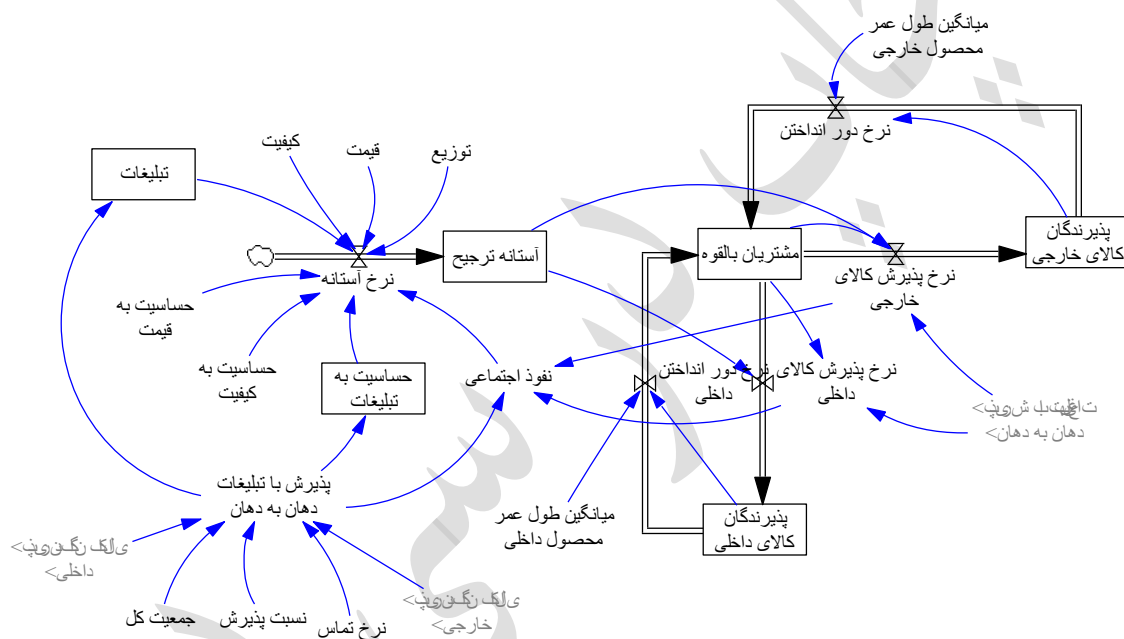 میانگین طول عمر
محصول خارجی
نرخ دور انداختن
کیفیت
قیمت
توزیع
تبلیغات
آستانه ترجیح
نرخ آستانه
مشتریان بالقوه
پذیرندگان
کالای خارجی
نرخ پذیرش کالای
خارجی
حساسیت به
قیمت
حساسیت به
کیفیت
حساسیت به
تبلیغات
نفوذ اجتماعی
نرخ دور انداختن
داخلی
نرخ پذیرش کالای
داخلی
دهان به دهان>
پذیرش با تبلیغات
دهان به دهان
میانگین طول عمر
محصول داخلی
پذیرندگان
کالای داخلی
داخلی>
جمعیت کل
نسبت پذیرش
نرخ تماس
خارجی>